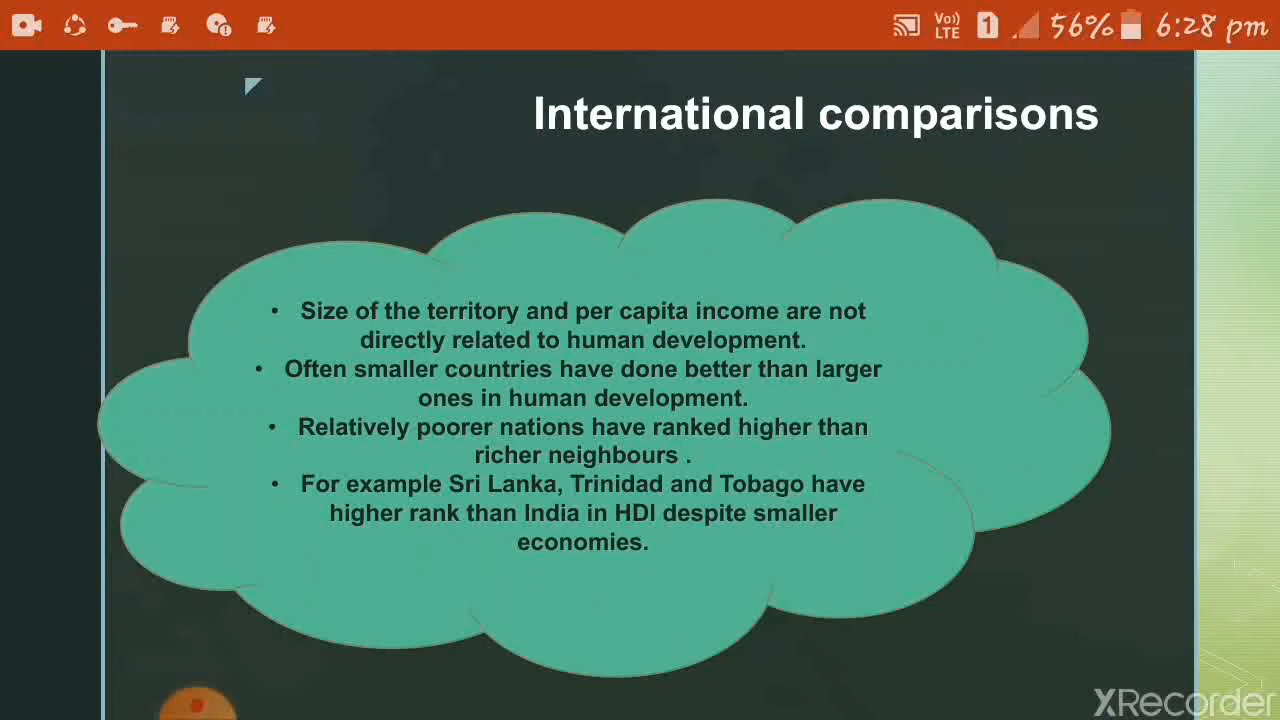 Vo) 1 56% 6:28 pm
LTE
International comparisons
• Size of the territory and per capita income are not
directly related to human development.
• Often smaller countries have done better than larger
ones in human development.
• Relatively poorer nations have ranked higher than
richer neighbours .
• For example Sri Lanka, Trinidad and Tobago have
higher rank than India in HDI despite smaller
economies.
XRecorder